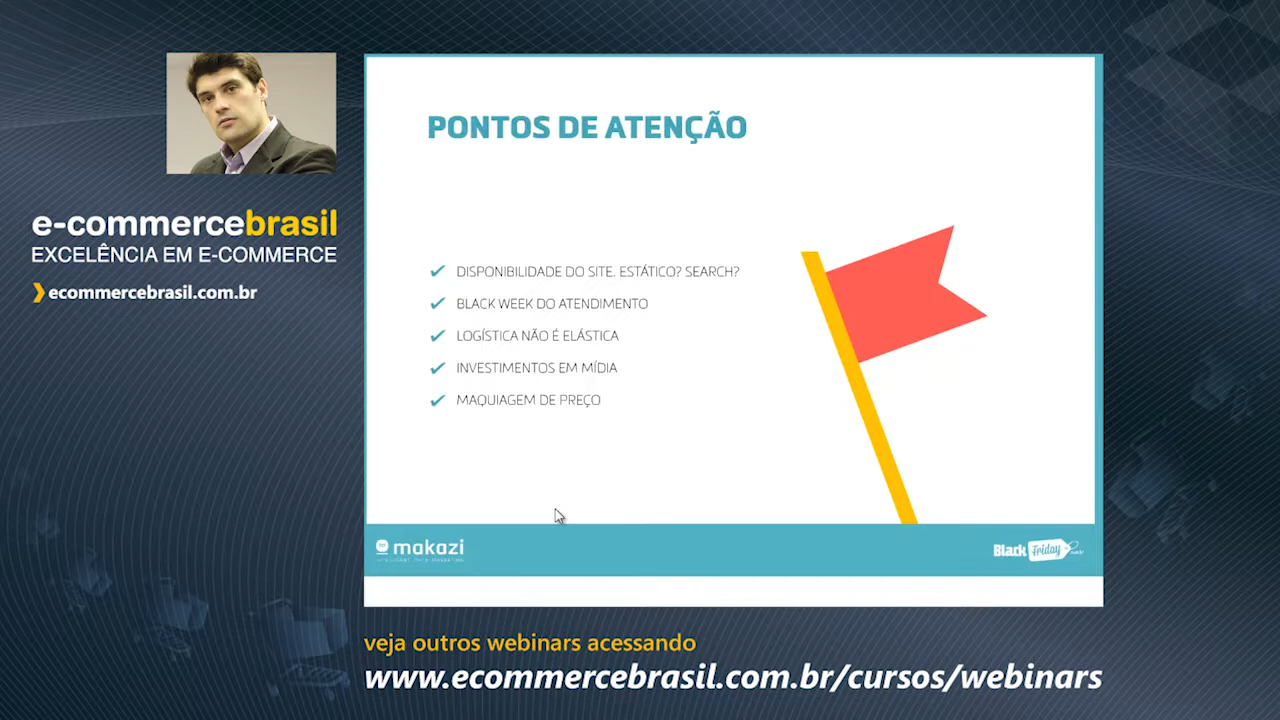 e-commercebrasil
EXCELÊNCIA EM E-COMMERCE
ecommercebrasil.com.br
PONTOS DE ATENÇÃO
DISPONIBILIDADE DO SITE. ESTÁTICO? SEARCH?
BLACK WEEK DO ATENDIMENTO
LOGÍSTICA NÃO É ELÁSTICA
INVESTIMENTOS EM MÍDIA
MAQUIAGEM DE PREÇO
makazi
Black Friday
veja outros webinars acessando
www.ecommercebrasil.com.br/cursos/webinars